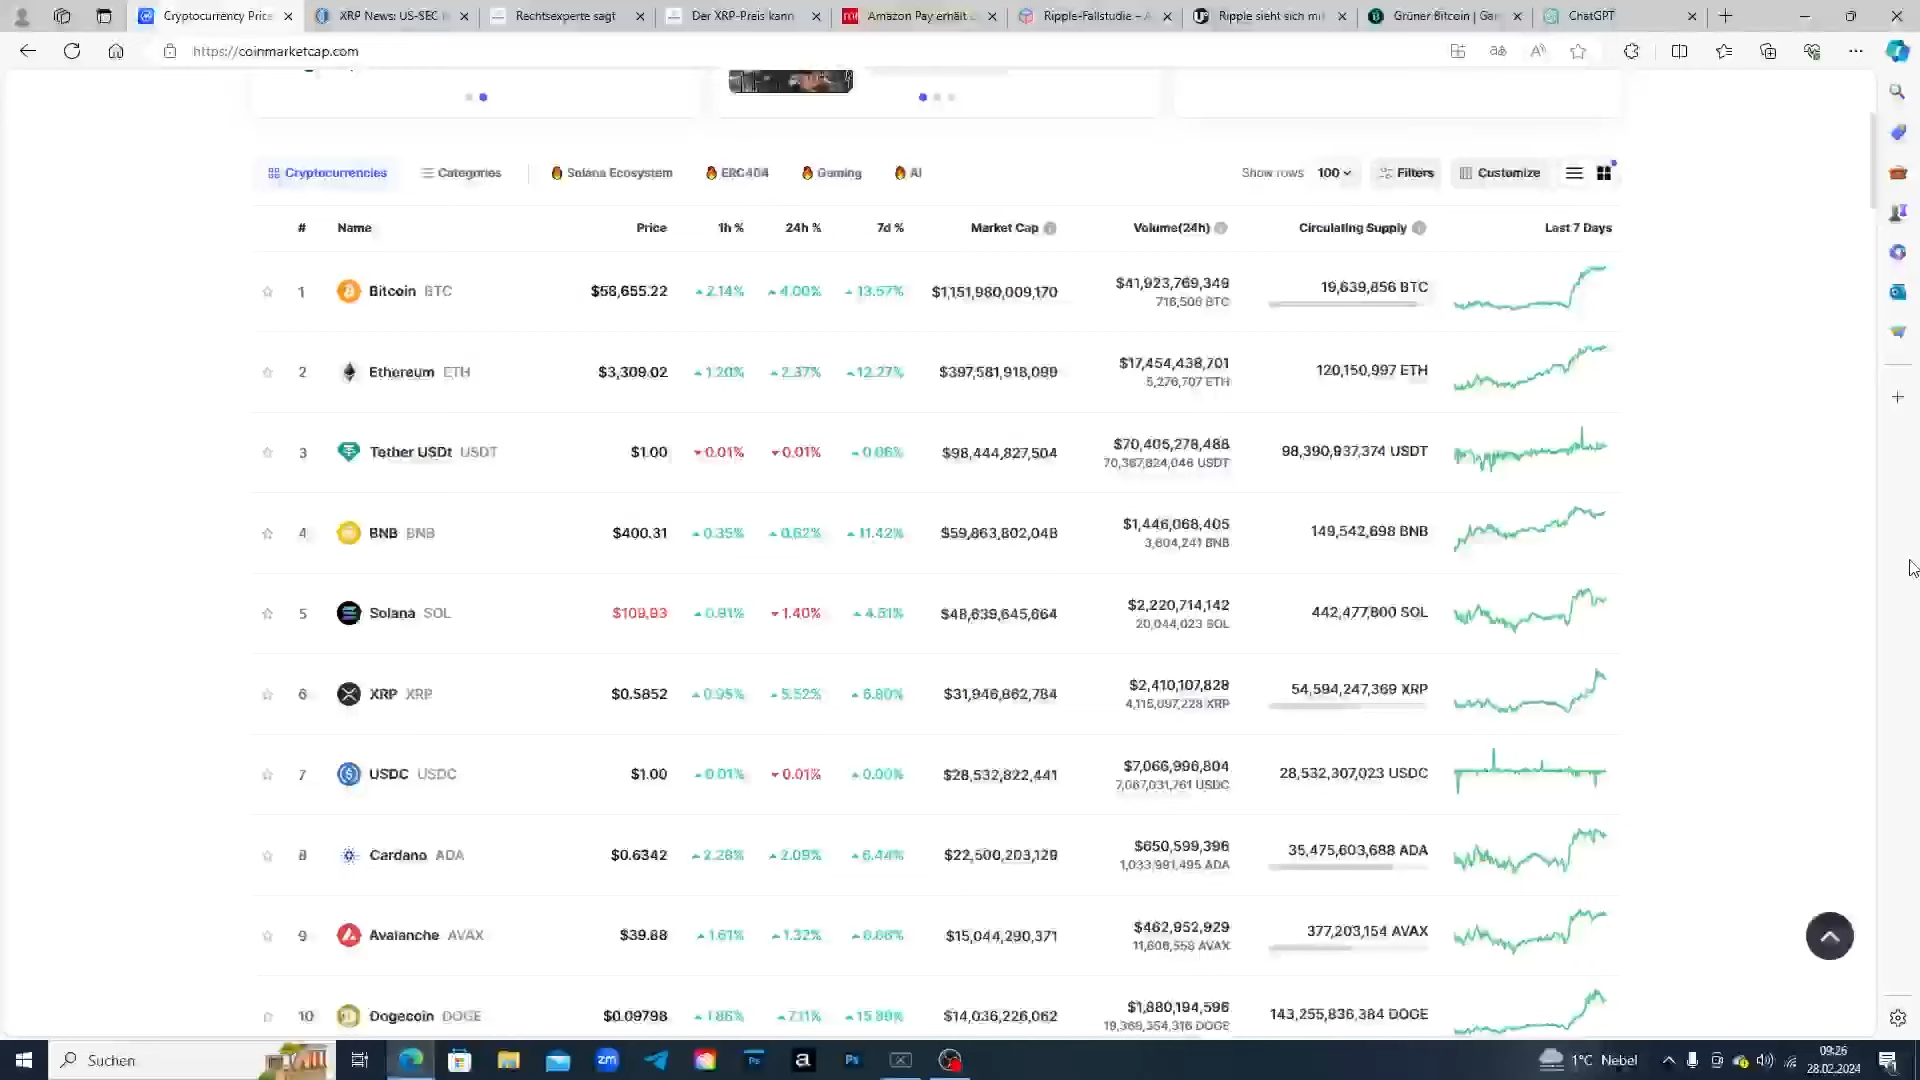 Cryptocurrency Price
XRP News: US-SEC
Rechtsexperte sagt
Der XRP-Preis kann
Amazon Pay erhält
Ripple-Fallstudie –
Ripple sieht sich mi
Grüner Bitcoin | Gam
ChatGPT
https://coinmarketcap.com
Cryptocurrencies Categories Solana Ecosystem ERC404 Gaming AI Show rows 100 Filters Customize
# Name Price 1h % 24h % 7d % Market Cap Volume(24h) Circulating Supply Last 7 Days
1 Bitcoin BTC $58,655.22 2.14% 4.00% 13.57% $1,151,980,009,170 $41,923,769,349 19,639,856 BTC
716,506 BTC
2 Ethereum ETH $3,309.02 1.20% 2.37% 12.27% $397,581,918,099 $17,454,438,701 120,150,997 ETH
5,276,707 ETH
3 Tether USDt USDT $1.00 0.01% 0.01% 0.06% $98,444,827,504 $70,405,278,488 98,390,937,374 USDT
70,367,824,046 USDT
4 BNB BNB $400.31 0.35% 0.62% 11.42% $59,863,802,048 $1,446,068,405 149,542,698 BNB
3,604,241 BNB
5 Solana SOL $109.93 0.91% 1.40% 4.51% $48,639,645,664 $2,220,714,142 442,477,800 SOL
20,044,023 SOL
6 XRP XRP $0.5852 0.95% 5.52% 6.80% $31,946,862,784 $2,410,107,828 54,594,247,369 XRP
4,115,097,228 XRP
7 USDC USDC $1.00 0.01% 0.01% 0.00% $28,532,822,441 $7,066,996,804 28,532,307,023 USDC
7,067,031,761 USDC
8 Cardano ADA $0.6342 2.28% 2.09% 6.44% $22,500,203,129 $650,599,396 35,475,603,688 ADA
1,033,991,495 ADA
9 Avalanche AVAX $39.88 1.61% 1.32% $15,044,290,371 $462,952,929 377,203,154 AVAX
11,606,558 AVAX
10 Dogecoin DOGE $0.09798 1.86% 7.11% 15.89% $14,036,226,062 $1,880,194,596 143,255,836,384 DOGE
19,369,354,316 DOGE
Suchen
1°C Nebel
09:26
28.02.2024